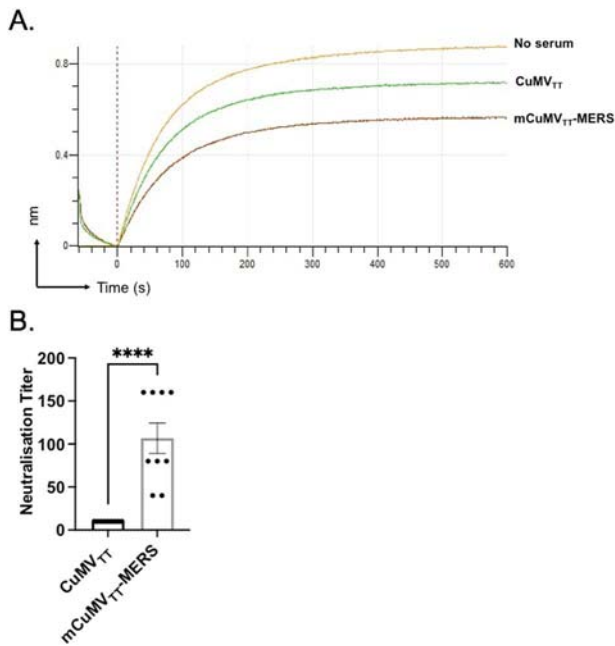 A.
No serum
CuMVTT
mCuMVTT-MERS
0.8
0.4
0
nm
0 100 200 300 400 500 600
Time (s)
B.
****
200
150
100
50
0
Neutralisation Titer
CuMVTT
mCuMVTT-MERS